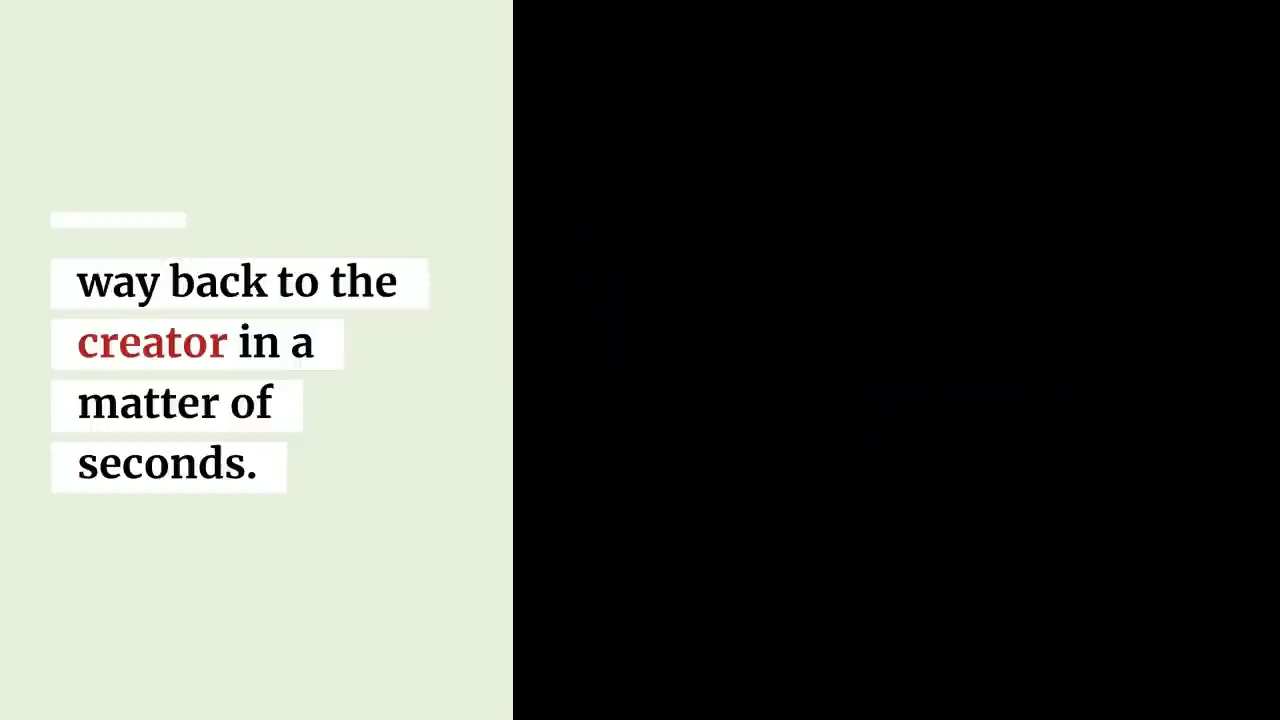 way back to the
creator in a
matter of
seconds.